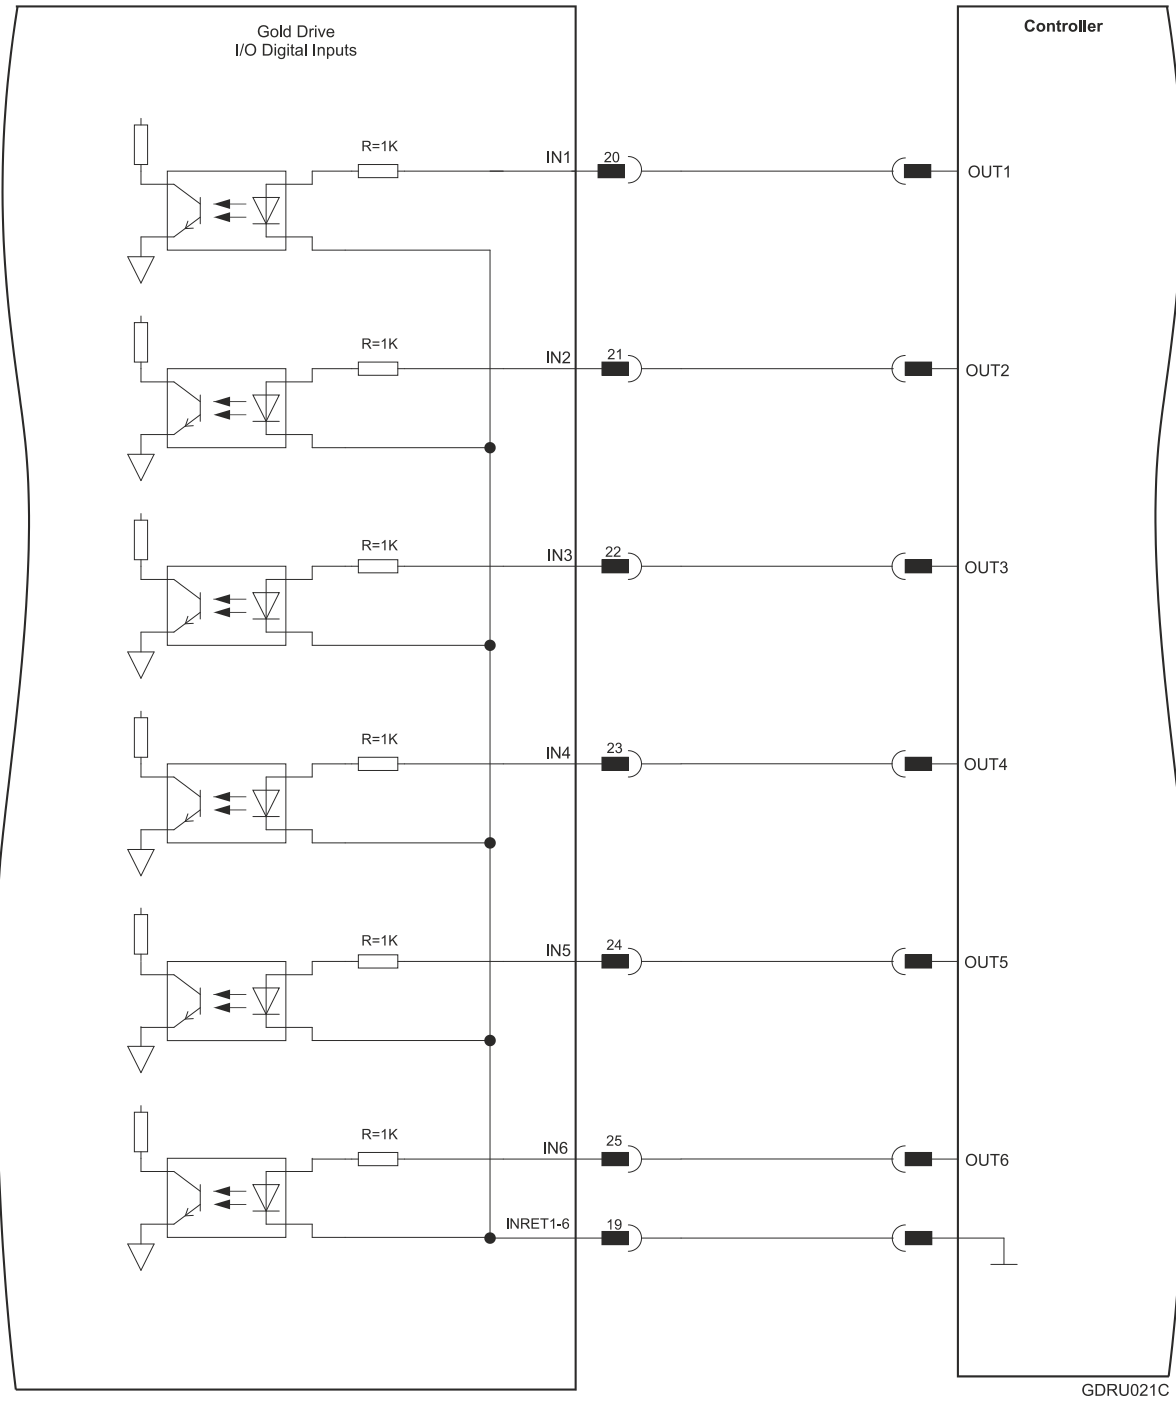 Gold Drive
I/O Digital Inputs
Controller
R=1K
IN1
20
OUT1
R=1K
IN2
21
OUT2
R=1K
IN3
22
OUT3
R=1K
IN4
23
OUT4
R=1K
IN5
24
OUT5
R=1K
IN6
25
OUT6
INRET1-6
19
GDRU021C